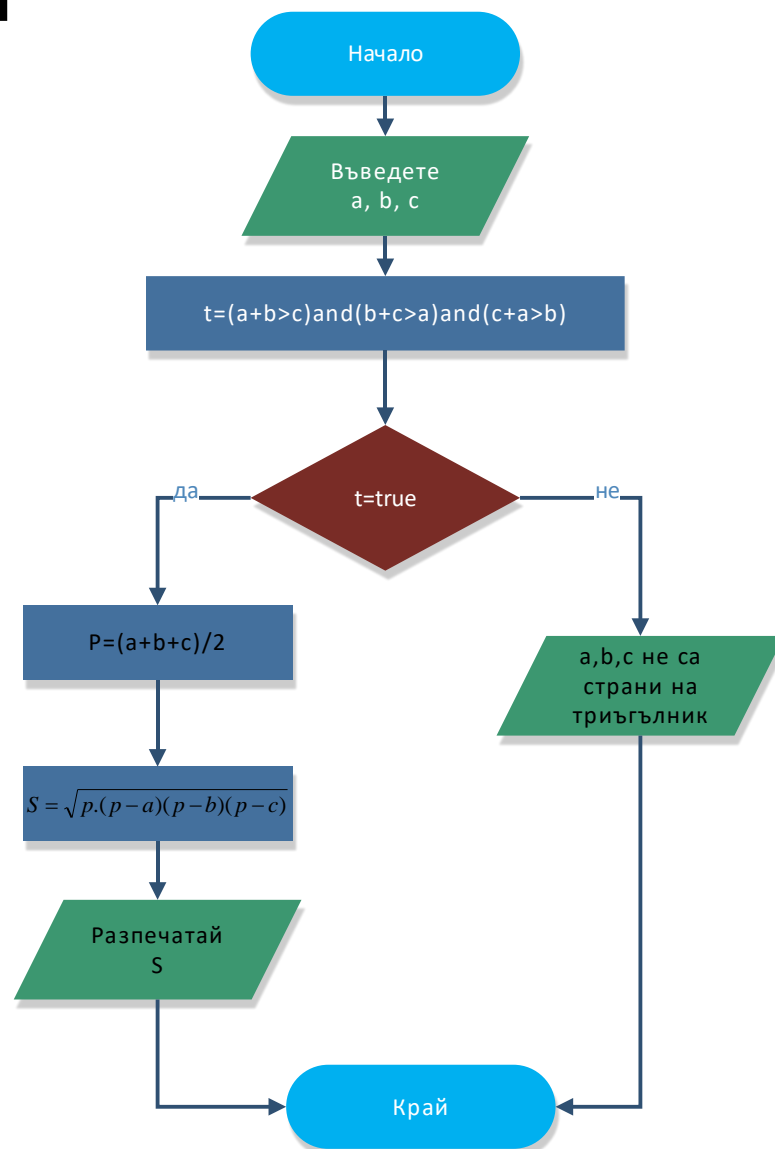 Начало
Въведете
a, b, c
t=(a+b>c)and(b+c>a)and(c+a>b)
t=true
да
не
P=(a+b+c)/2
a,b,c не са
страни на
триъгълник
S = √p.(p−a)(p−b)(p−c)
Разпечатай
S
Край